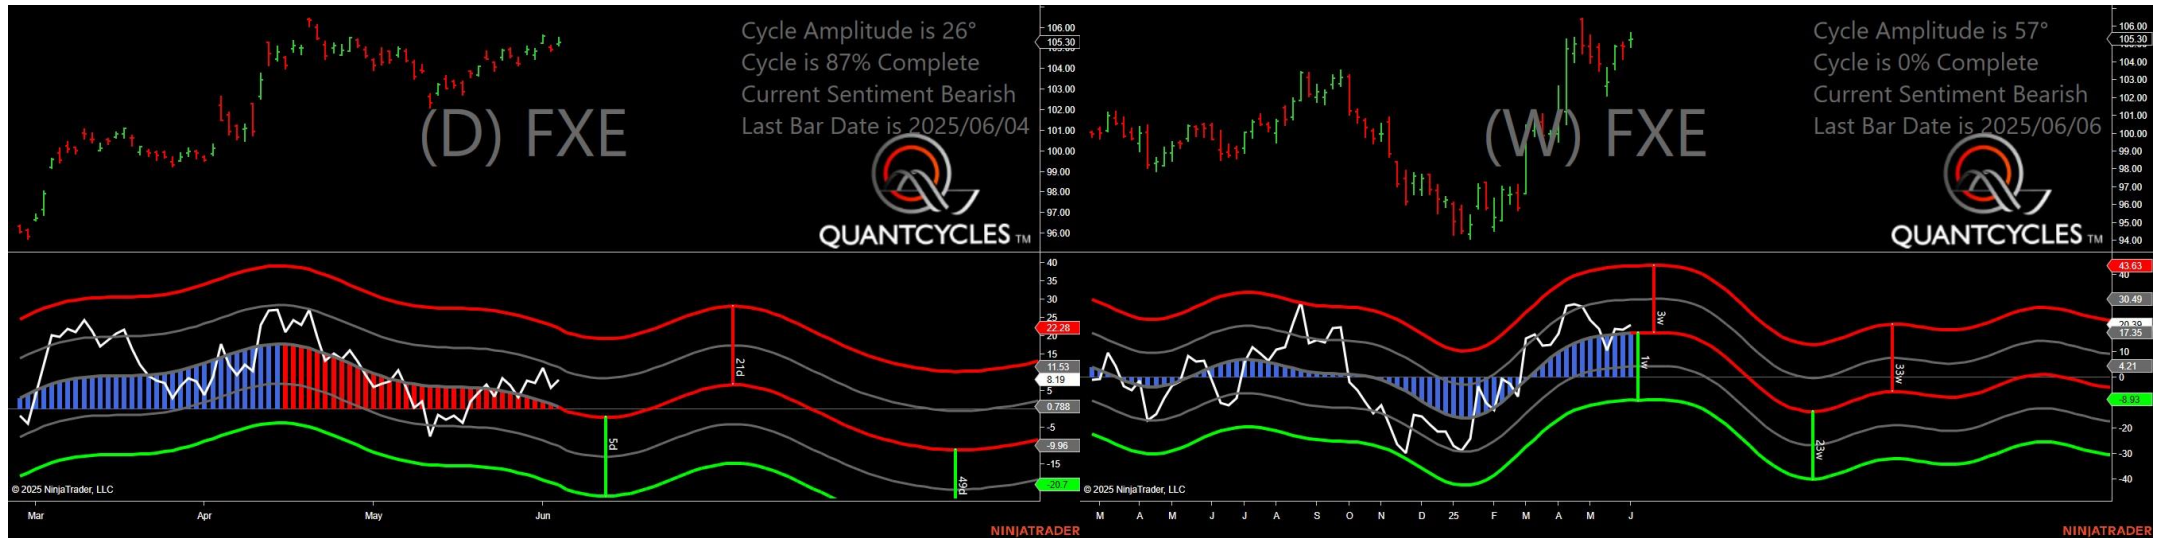 Cycle Amplitude is 26°
Cycle is 87% Complete
Current Sentiment Bearish
Last Bar Date is 2025/06/04
(D) FXE
QUANTCYCLES TM
106.00
105.30
104.00
103.00
102.00
101.00
100.00
99.00
98.00
97.00
96.00
40
35
30
25
22.28
20
15
11.53
8.19
5
0.788
-5
-9.96
-15
-20.7
21d
5d
49d
© 2025 NinjaTrader, LLC
Mar Apr May Jun
NINJATRADER
Cycle Amplitude is 57°
Cycle is 0% Complete
Current Sentiment Bearish
Last Bar Date is 2025/06/06
(W) FXE
QUANTCYCLES TM
106.00
105.30
104.00
103.00
102.00
101.00
100.00
99.00
98.00
97.00
96.00
95.00
94.00
43.63
40
30.49
20.39
17.35
10
4.21
0
-8.93
-20
-30
-40
3w
1w
33w
23w
© 2025 NinjaTrader, LLC
M A M J J A S O N D 25 F M A M J
NINJATRADER